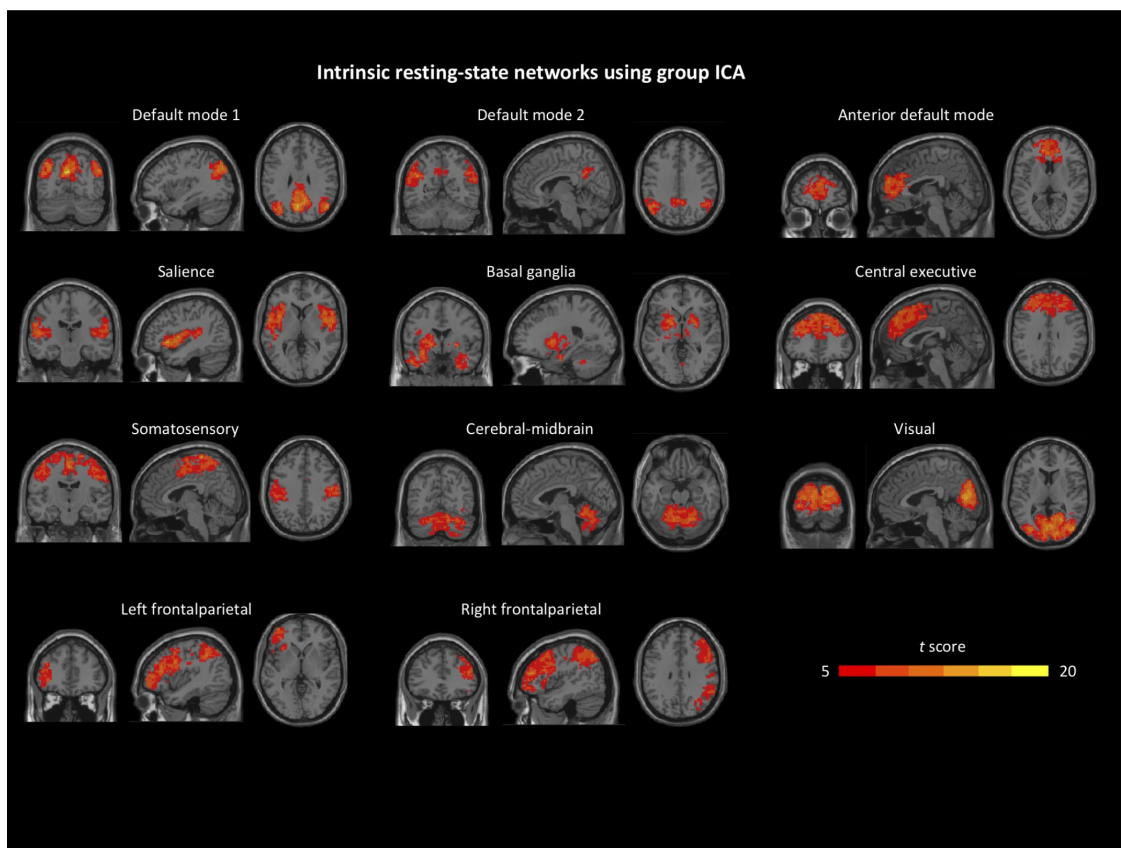 Intrinsic resting-state networks using group ICA
Default mode 1
Default mode 2
Anterior default mode
Salience
Basal ganglia
Central executive
Somatosensory
Cerebral-midbrain
Visual
Left frontalparietal
Right frontalparietal
t score
5
20